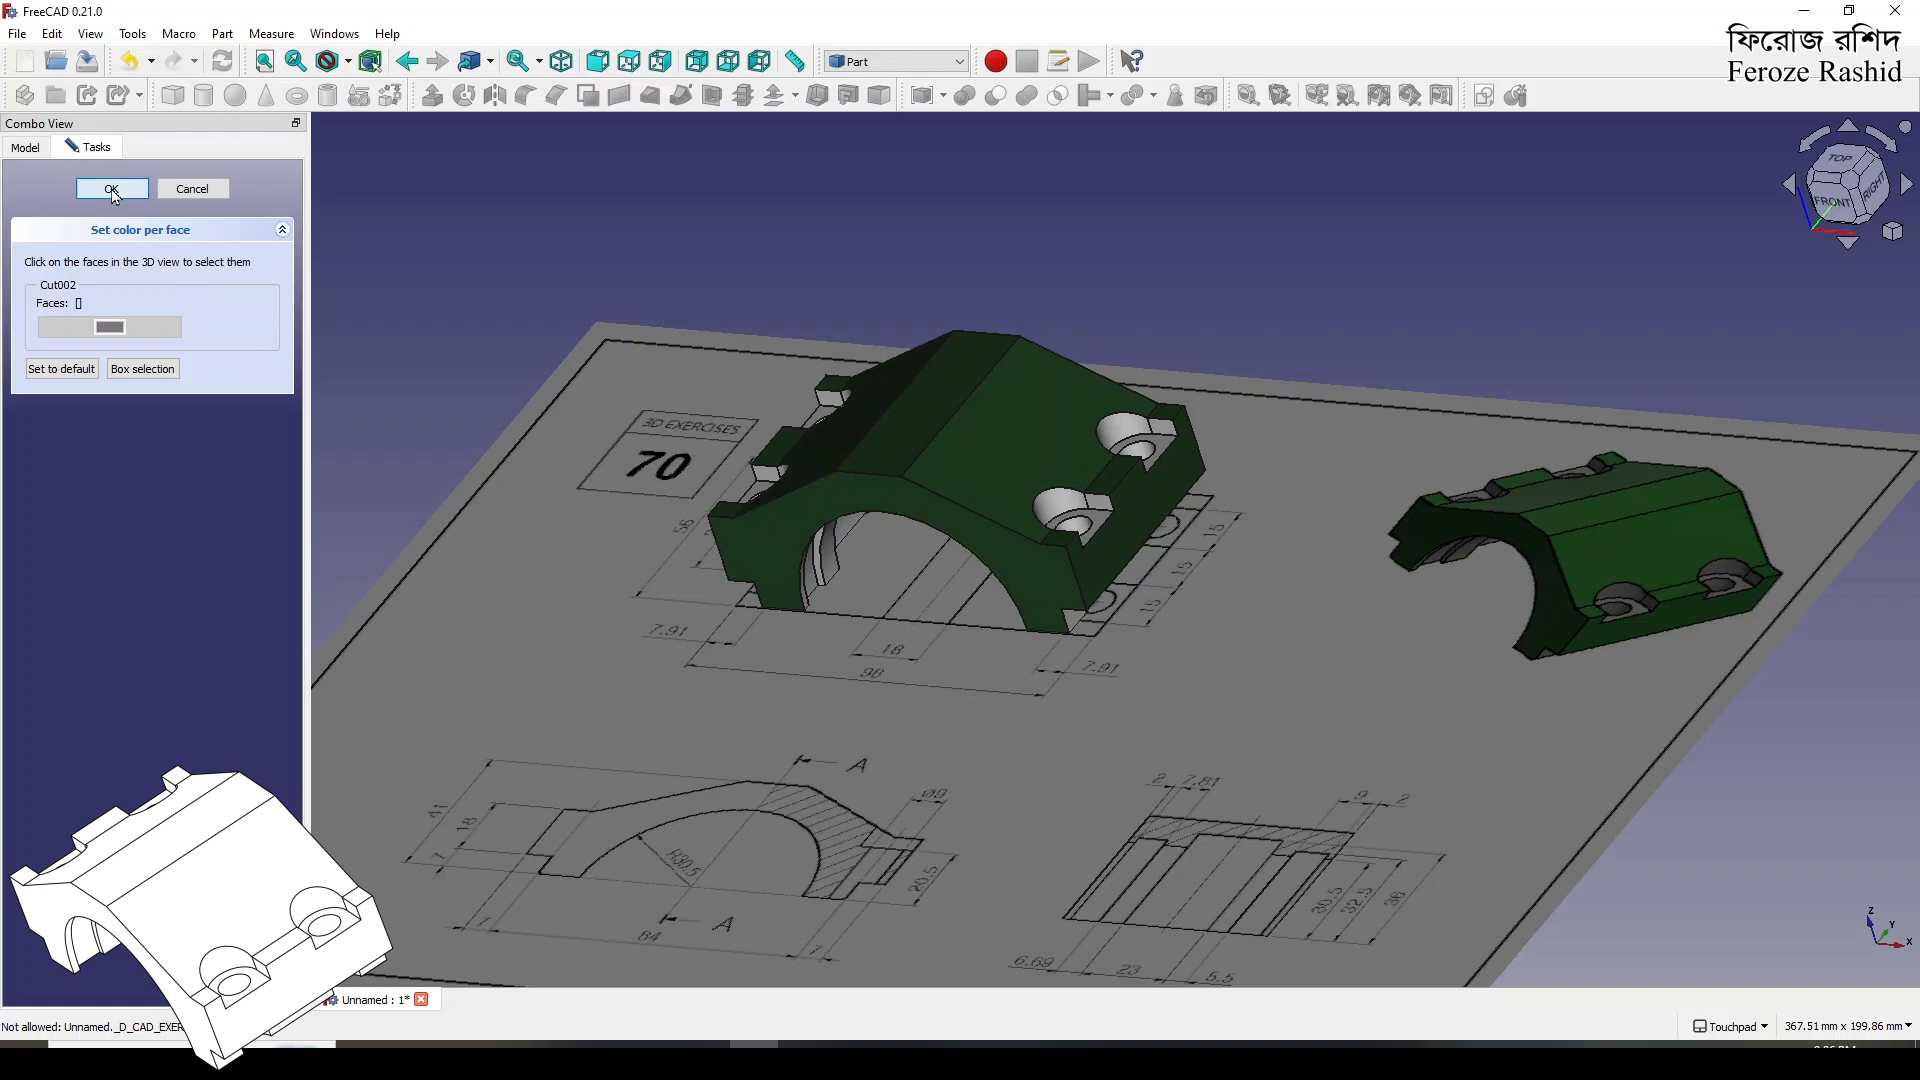 FreeCAD 0.21.0
File Edit View Tools Macro Part Measure Windows Help
ফিরোজ রশিদ
Feroze Rashid
Part
Combo View
Model Tasks
OK Cancel
Set color per face
Click on the faces in the 3D view to select them
Cut002
Faces: []
Set to default Box selection
TOP
FRONT RIGHT
3D EXERCISES
70
56
15
15
15
7.91
18
7.91
98
A
A
41
18
7
R30.5
Ø9
20.5
7
84
7
2 7.81
9 2
30.5
32.5
36
6.69
23
5.5
Z
Y
X
Unnamed : 1*
Not allowed: Unnamed._D_CAD_EXER
Touchpad 367.51 mm x 199.86 mm